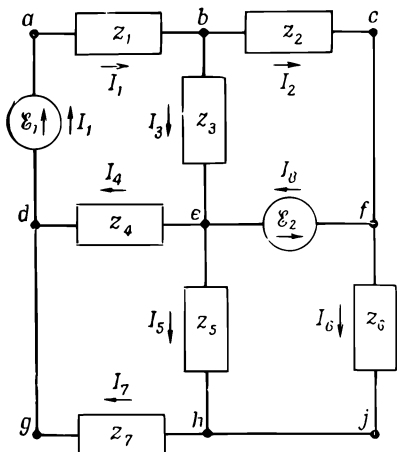 a b c
z₁ z₂
I₁ I₂
ℰ₁ I₁ I₃ z₃
I₄ I₈
d z₄ e ℰ₂ f
I₅ z₅ I₆ z₆
I₇
g z₇ h j